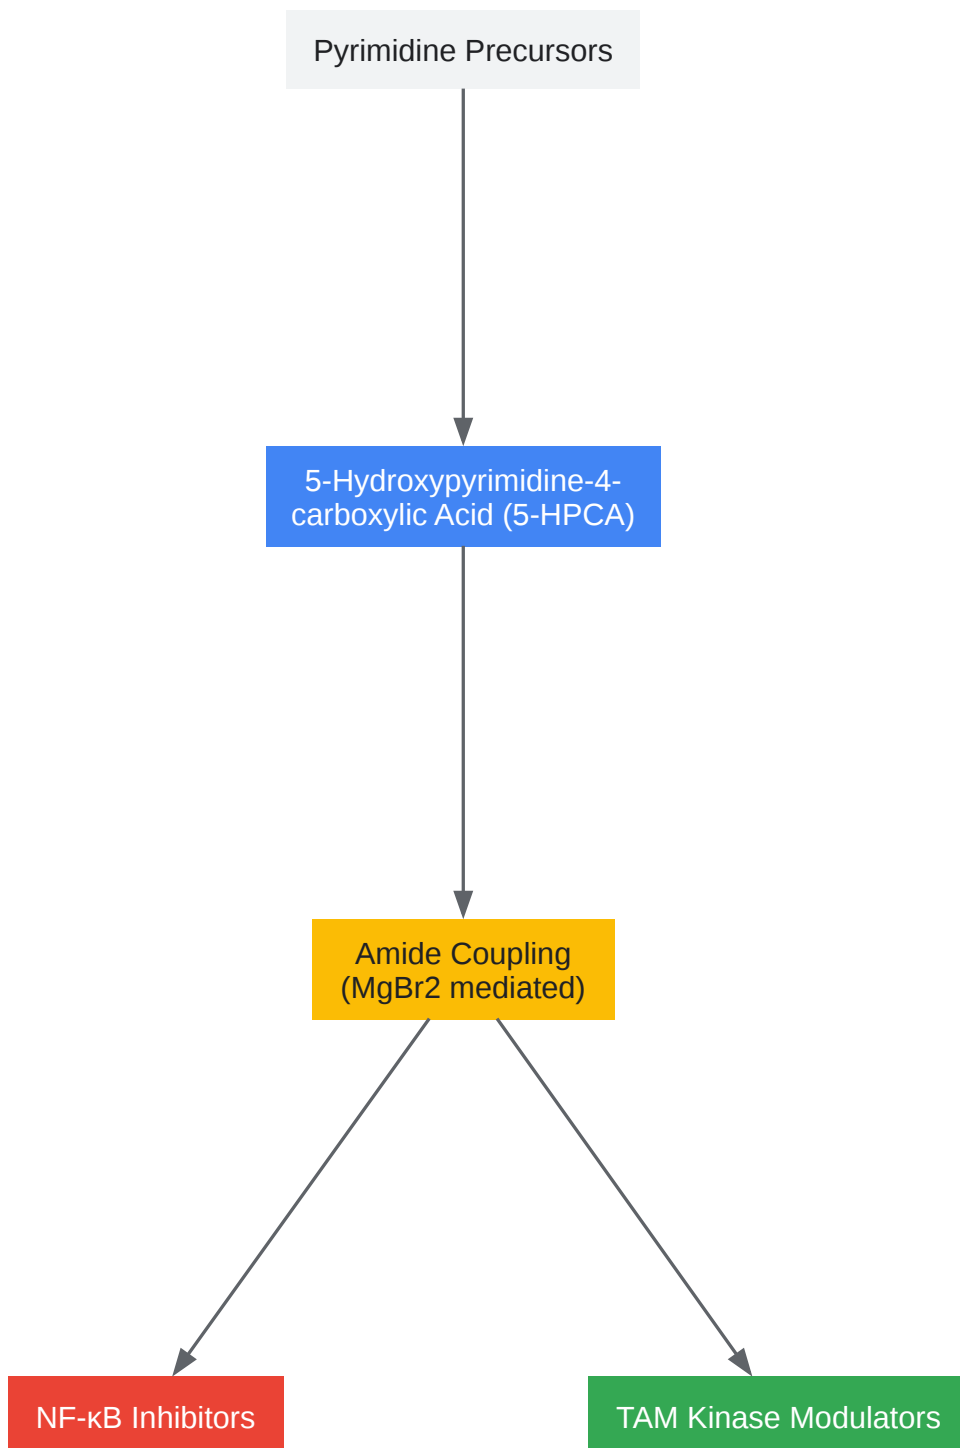 Pyrimidine Precursors
5-Hydroxypyrimidine-4-
carboxylic Acid (5-HPCA)
Amide Coupling
(MgBr2 mediated)
NF-κB Inhibitors
TAM Kinase Modulators